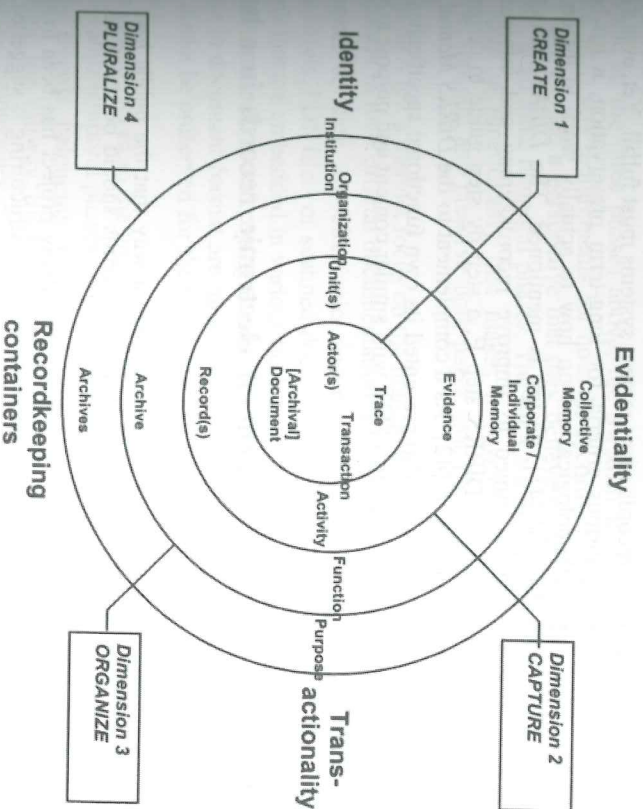 Evidentiality
Dimension 1
CREATE
Dimension 2
CAPTURE
Collective
Memory
Corporate /
Individual
Memory
Evidence
Trace
Identity
Institution
Organization
Unit(s)
Actor(s)
Transaction
Activity
Function
Purpose
Trans-
actionality
[Archival]
Document
Record(s)
Archive
Archives
Dimension 4
PLURALIZE
Dimension 3
ORGANIZE
Recordkeeping
containers